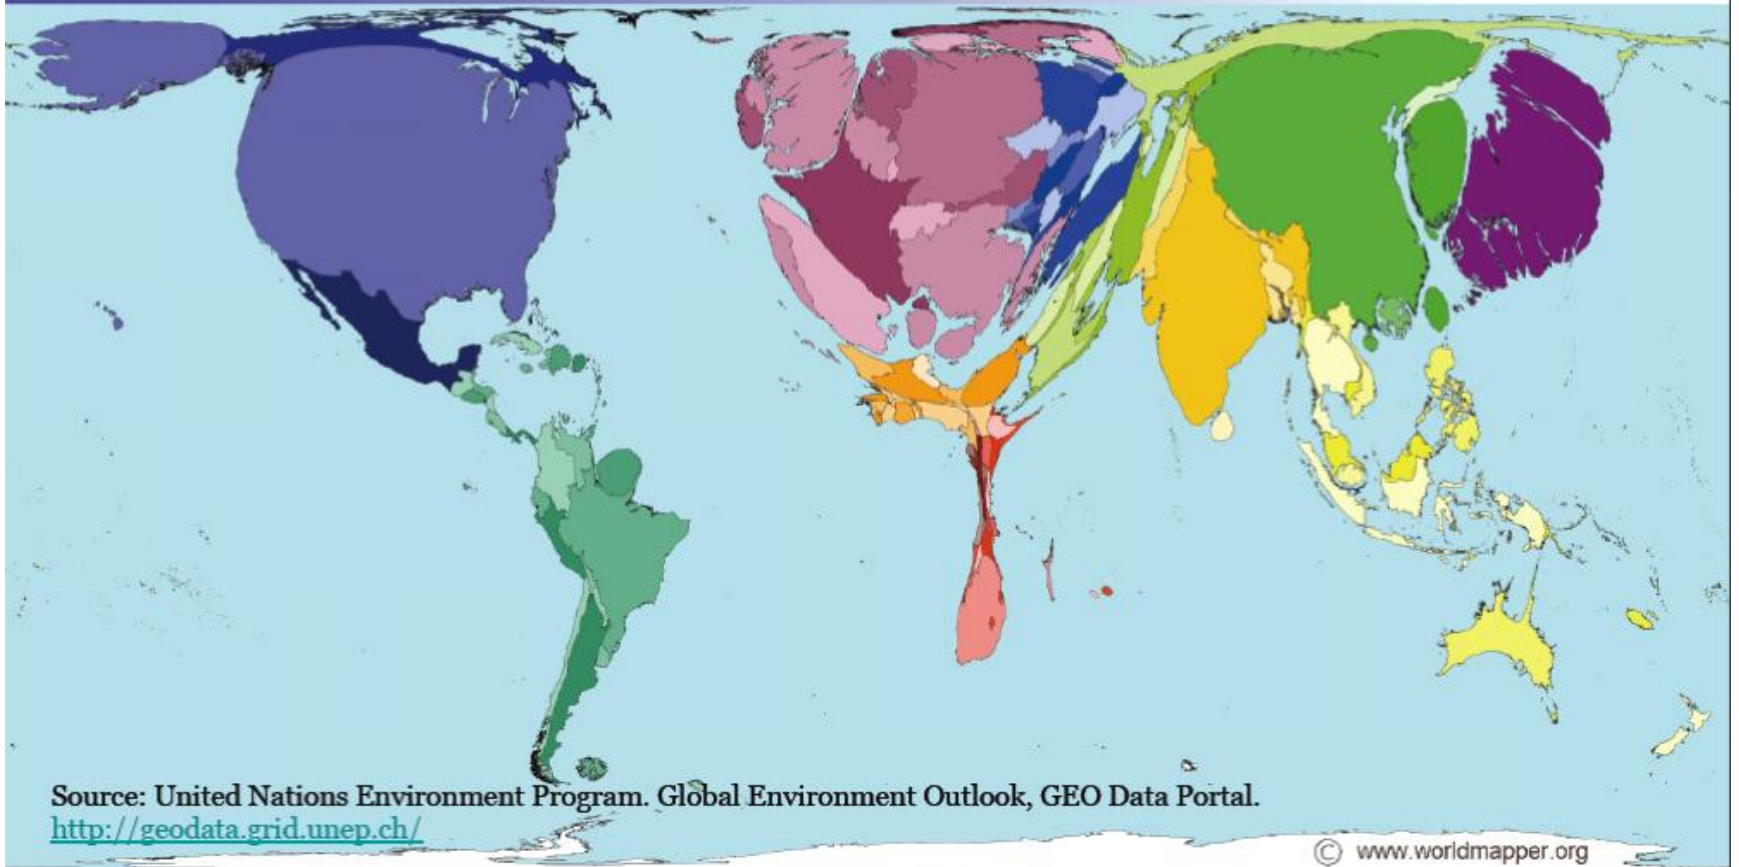 Source: United Nations Environment Program. Global Environment Outlook, GEO Data Portal.
http://geodata.grid.unep.ch/
© www.worldmapper.org